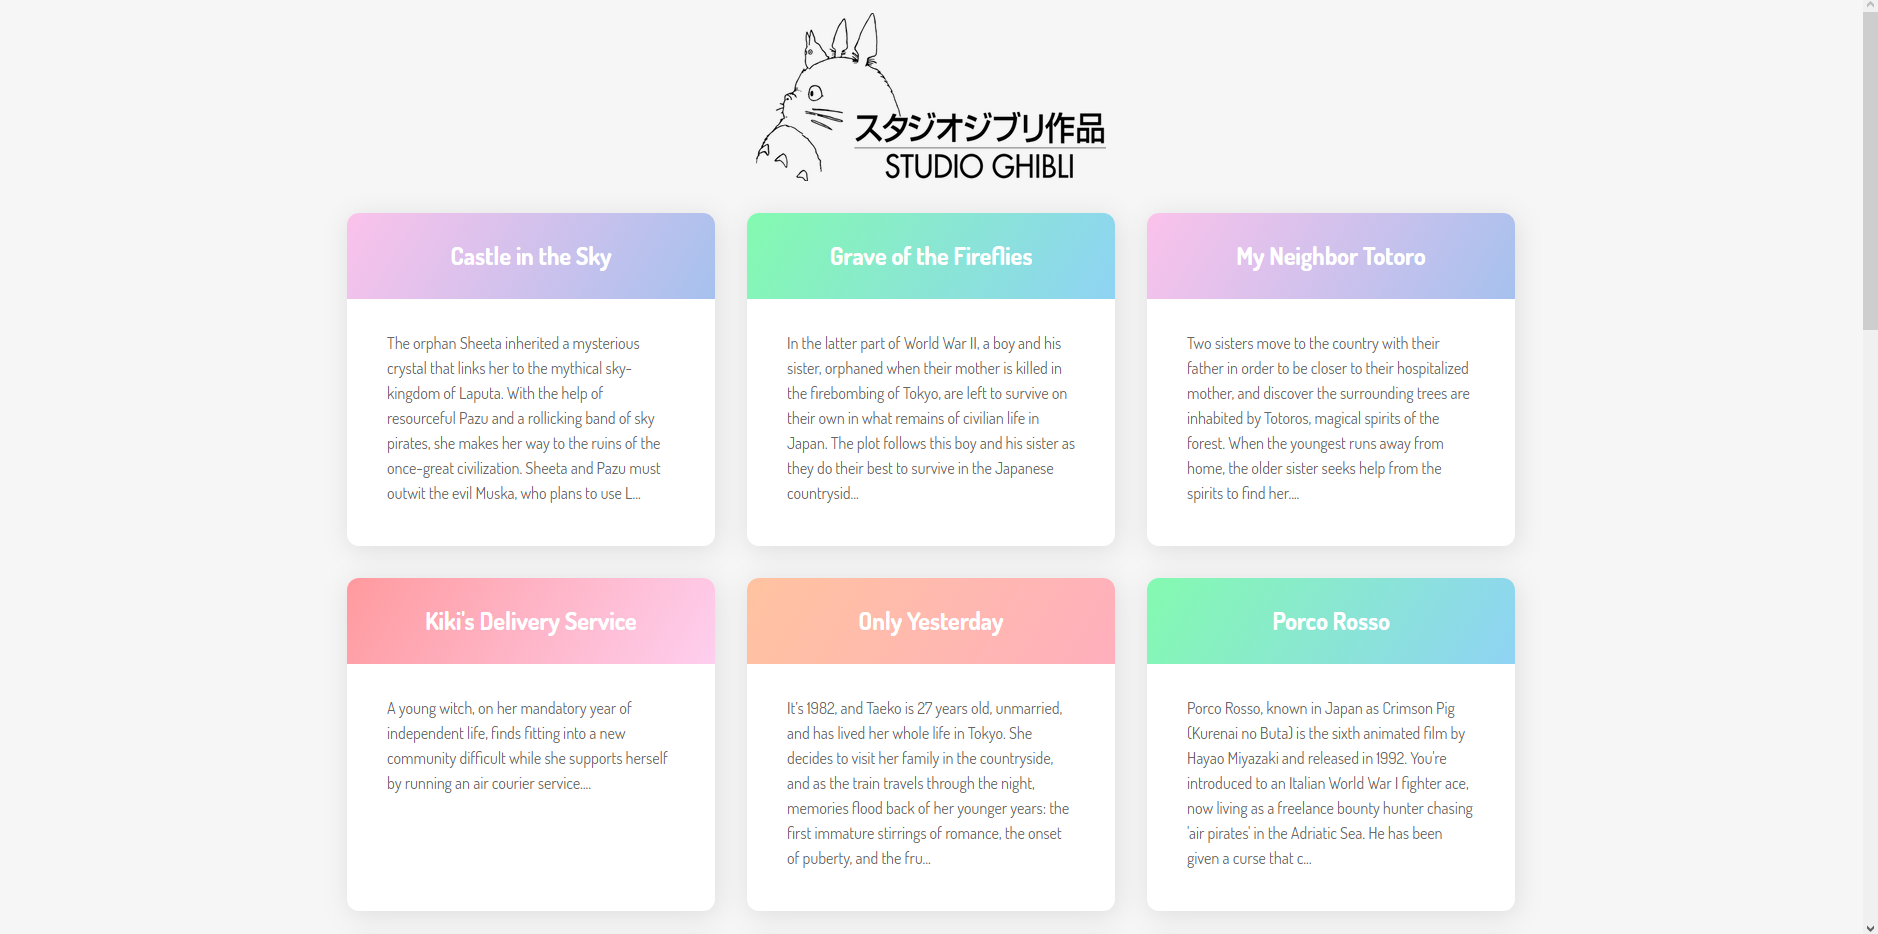 スタジオジブリ作品
STUDIO GHIBLI
Castle in the Sky
The orphan Sheeta inherited a mysterious
crystal that links her to the mythical sky-
kingdom of Laputa. With the help of
resourceful Pazu and a rollicking band of sky
pirates, she makes her way to the ruins of the
once-great civilization. Sheeta and Pazu must
outwit the evil Muska, who plans to use L...
Grave of the Fireflies
In the latter part of World War II, a boy and his
sister, orphaned when their mother is killed in
the firebombing of Tokyo, are left to survive on
their own in what remains of civilian life in
Japan. The plot follows this boy and his sister as
they do their best to survive in the Japanese
countrysid...
My Neighbor Totoro
Two sisters move to the country with their
father in order to be closer to their hospitalized
mother, and discover the surrounding trees are
inhabited by Totoros, magical spirits of the
forest. When the youngest runs away from
home, the older sister seeks help from the
spirits to find her....
Kiki's Delivery Service
A young witch, on her mandatory year of
independent life, finds fitting into a new
community difficult while she supports herself
by running an air courier service....
Only Yesterday
It's 1982, and Taeko is 27 years old, unmarried,
and has lived her whole life in Tokyo. She
decides to visit her family in the countryside,
and as the train travels through the night,
memories flood back of her younger years: the
first immature stirrings of romance, the onset
of puberty, and the fru...
Porco Rosso
Porco Rosso, known in Japan as Crimson Pig
(Kurenai no Buta) is the sixth animated film by
Hayao Miyazaki and released in 1992. You're
introduced to an Italian World War I fighter ace,
now living as a freelance bounty hunter chasing
'air pirates' in the Adriatic Sea. He has been
given a curse that c...